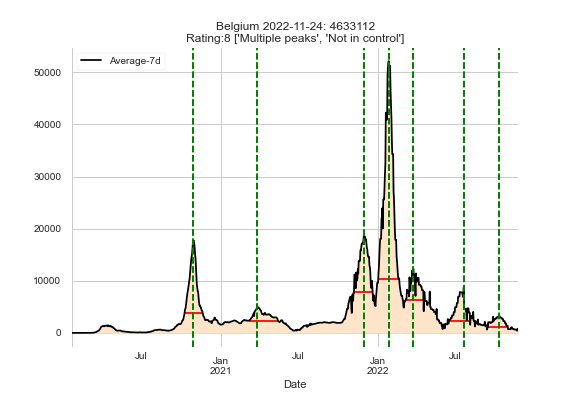 Belgium 2022-11-24: 4633112
Rating:8 ['Multiple peaks', 'Not in control']
Average-7d
50000
40000
30000
20000
10000
0
Jul
Jan
2021
Jul
Jan
2022
Jul
Date